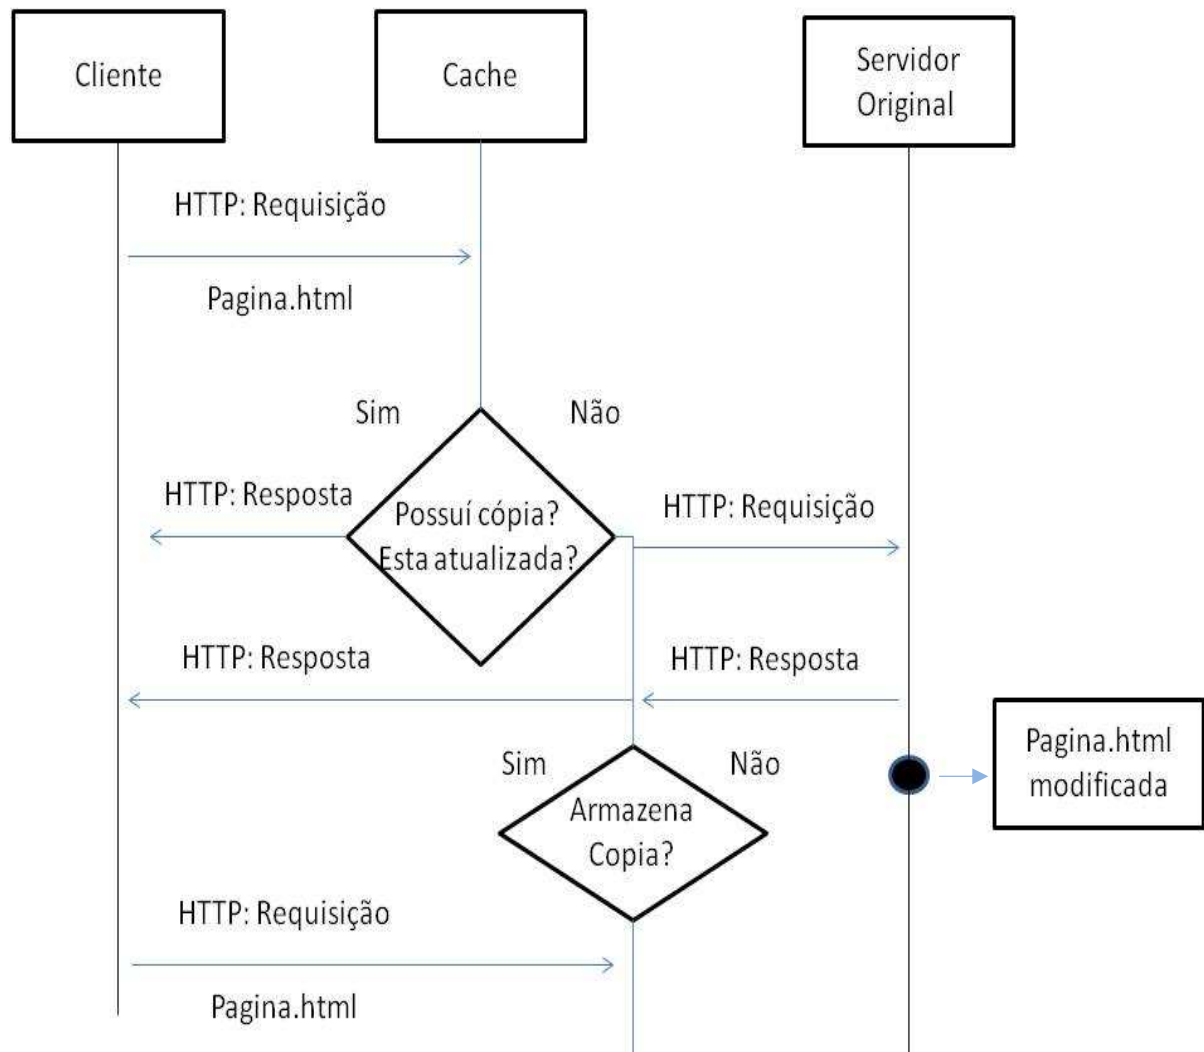 Cliente
Cache
Servidor
Original
HTTP: Requisição
Pagina.html
Sim
Não
HTTP: Resposta
Possuí cópia?
Esta atualizada?
HTTP: Requisição
HTTP: Resposta
HTTP: Resposta
Sim
Não
Pagina.html
modificada
Armazena
Copia?
HTTP: Requisição
Pagina.html